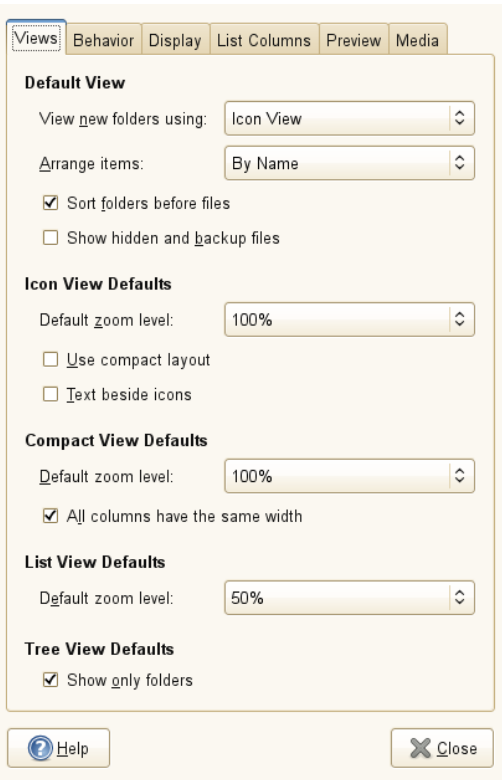 Views Behavior Display List Columns Preview Media
Default View
View new folders using: Icon View
Arrange items: By Name
Sort folders before files
Show hidden and backup files
Icon View Defaults
Default zoom level: 100%
Use compact layout
Text beside icons
Compact View Defaults
Default zoom level: 100%
All columns have the same width
List View Defaults
Default zoom level: 50%
Tree View Defaults
Show only folders
Help Close